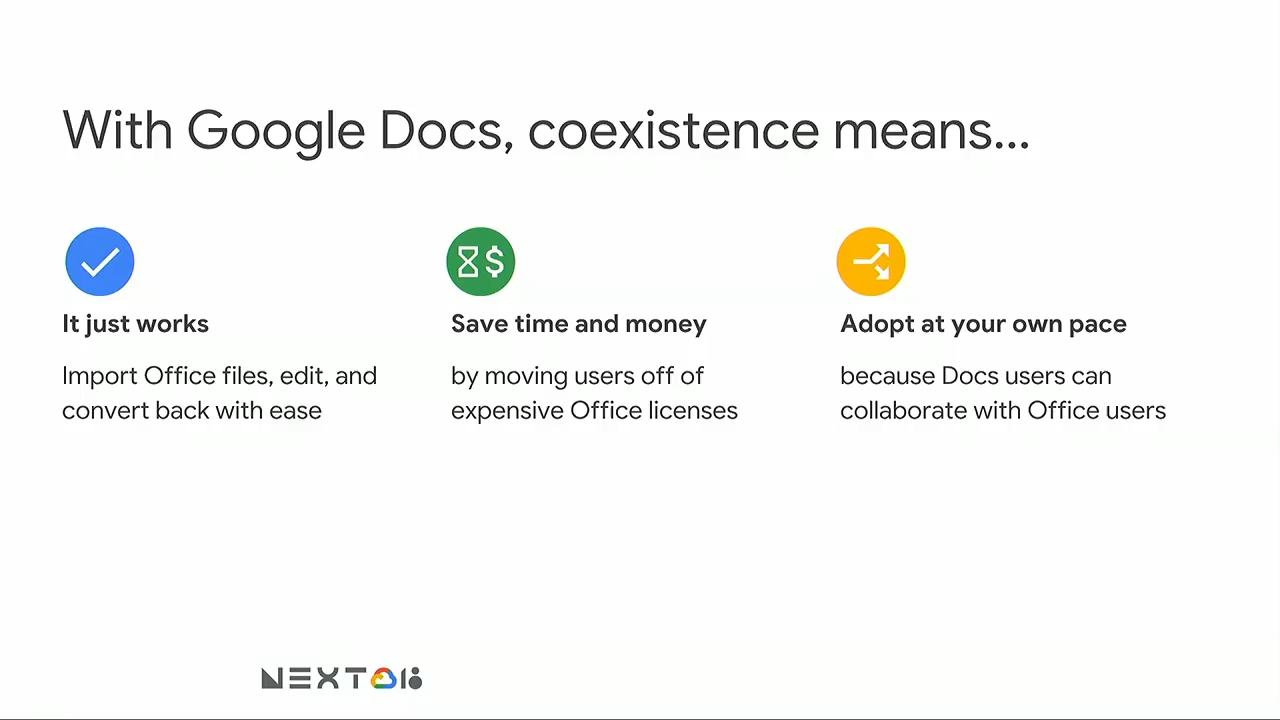 With Google Docs, coexistence means...
It just works
Import Office files, edit, and
convert back with ease
$
Save time and money
by moving users off of
expensive Office licenses
Adopt at your own pace
because Docs users can
collaborate with Office users
NEXT 18